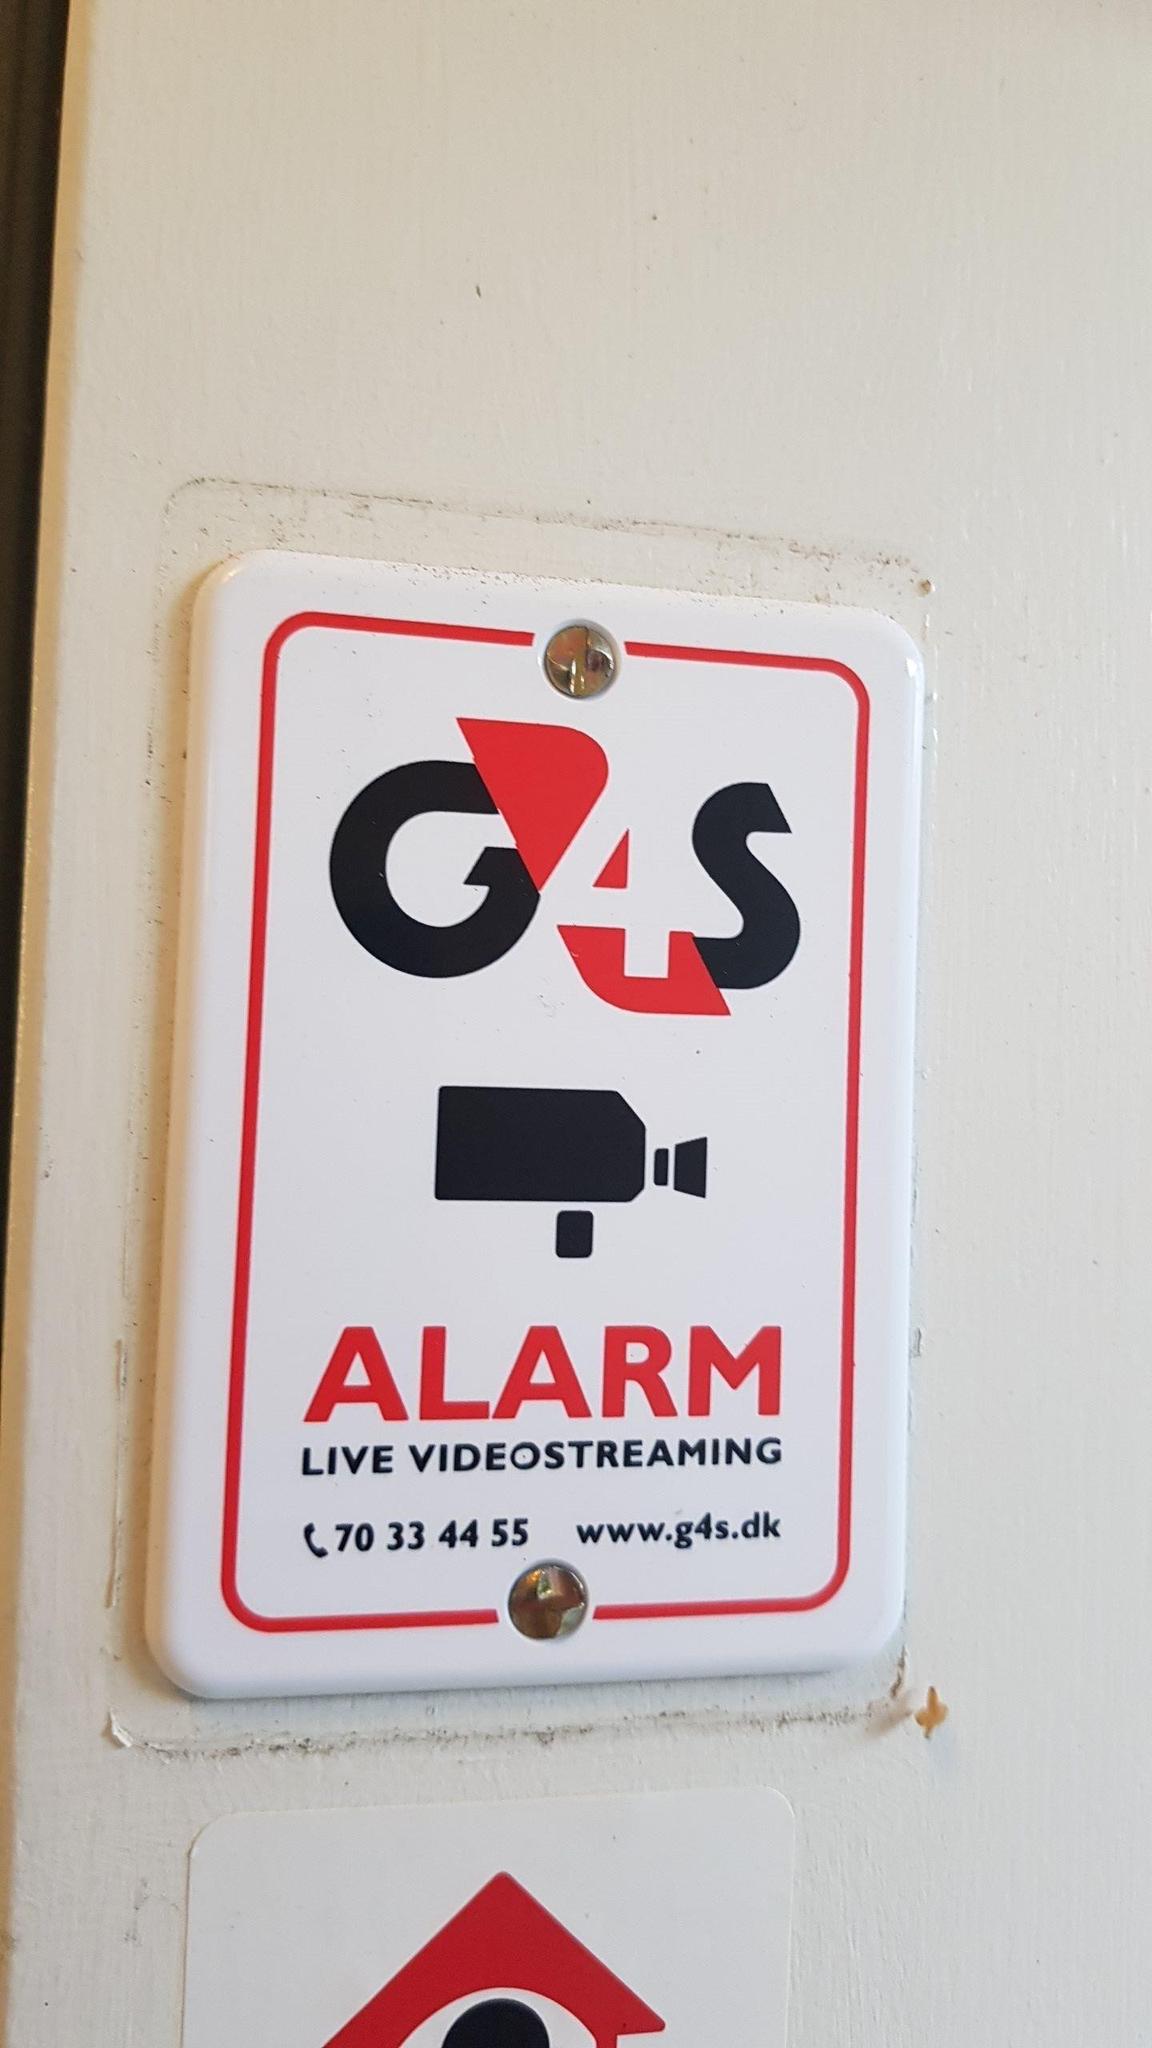 G4S
ALARM
LIVE VIDEOSTREAMING
70 33 44 55 www.g4s.dk